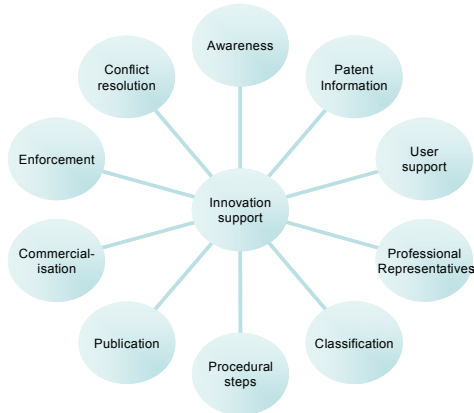 Awareness
Conflict
resolution
Patent
Information
Enforcement
User
support
Innovation
support
Commercial-
isation
Professional
Representatives
Publication
Classification
Procedural
steps